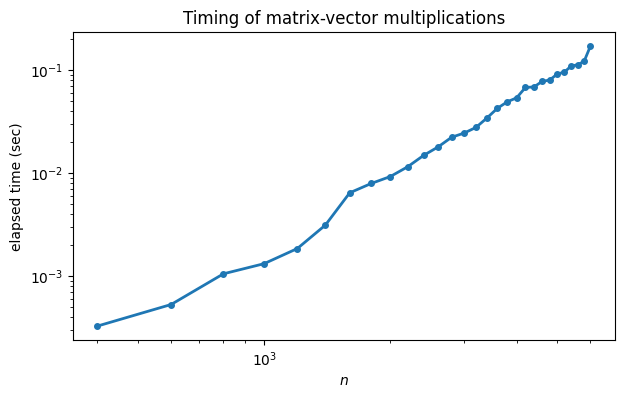 Timing of matrix-vector multiplications
elapsed time (sec)
10⁻¹
10⁻²
10⁻³
10³
n